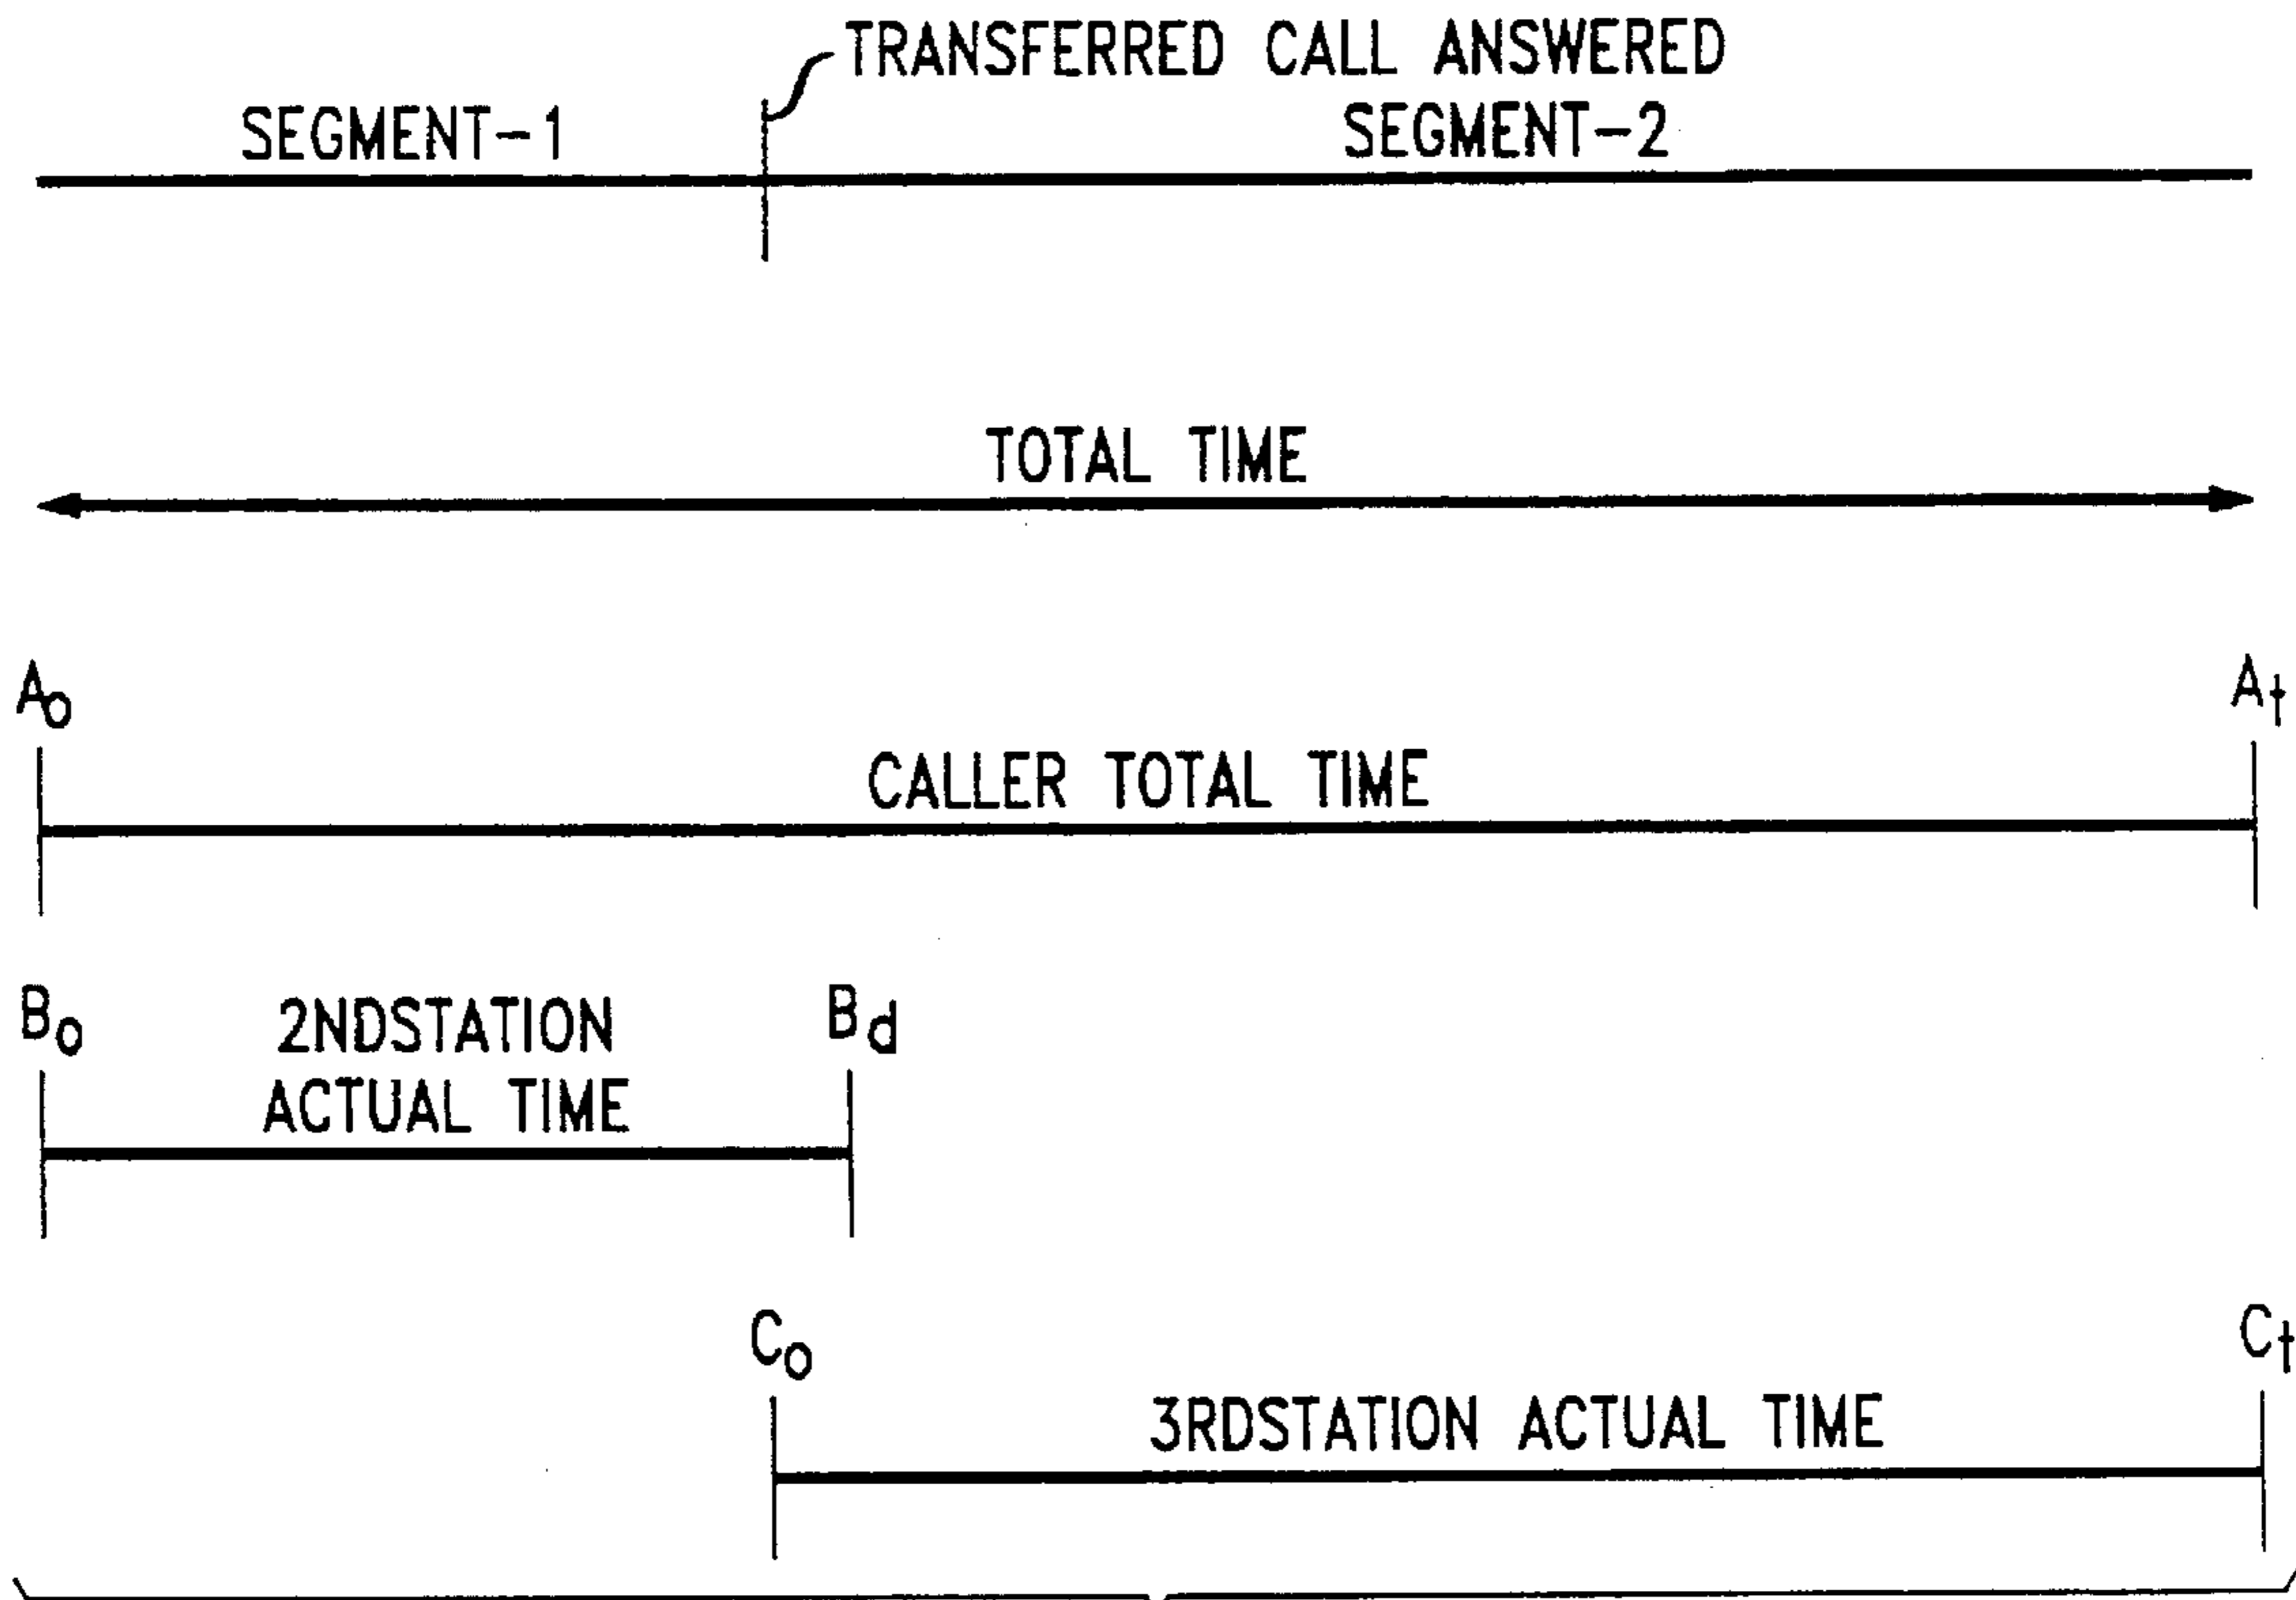 TRANSFERRED CALL ANSWERED
SEGMENT-1
SEGMENT-2
TOTAL TIME
Ao
At
CALLER TOTAL TIME
Bo
2NDSTATION
ACTUAL TIME
Bd
Co
Ct
3RDSTATION ACTUAL TIME